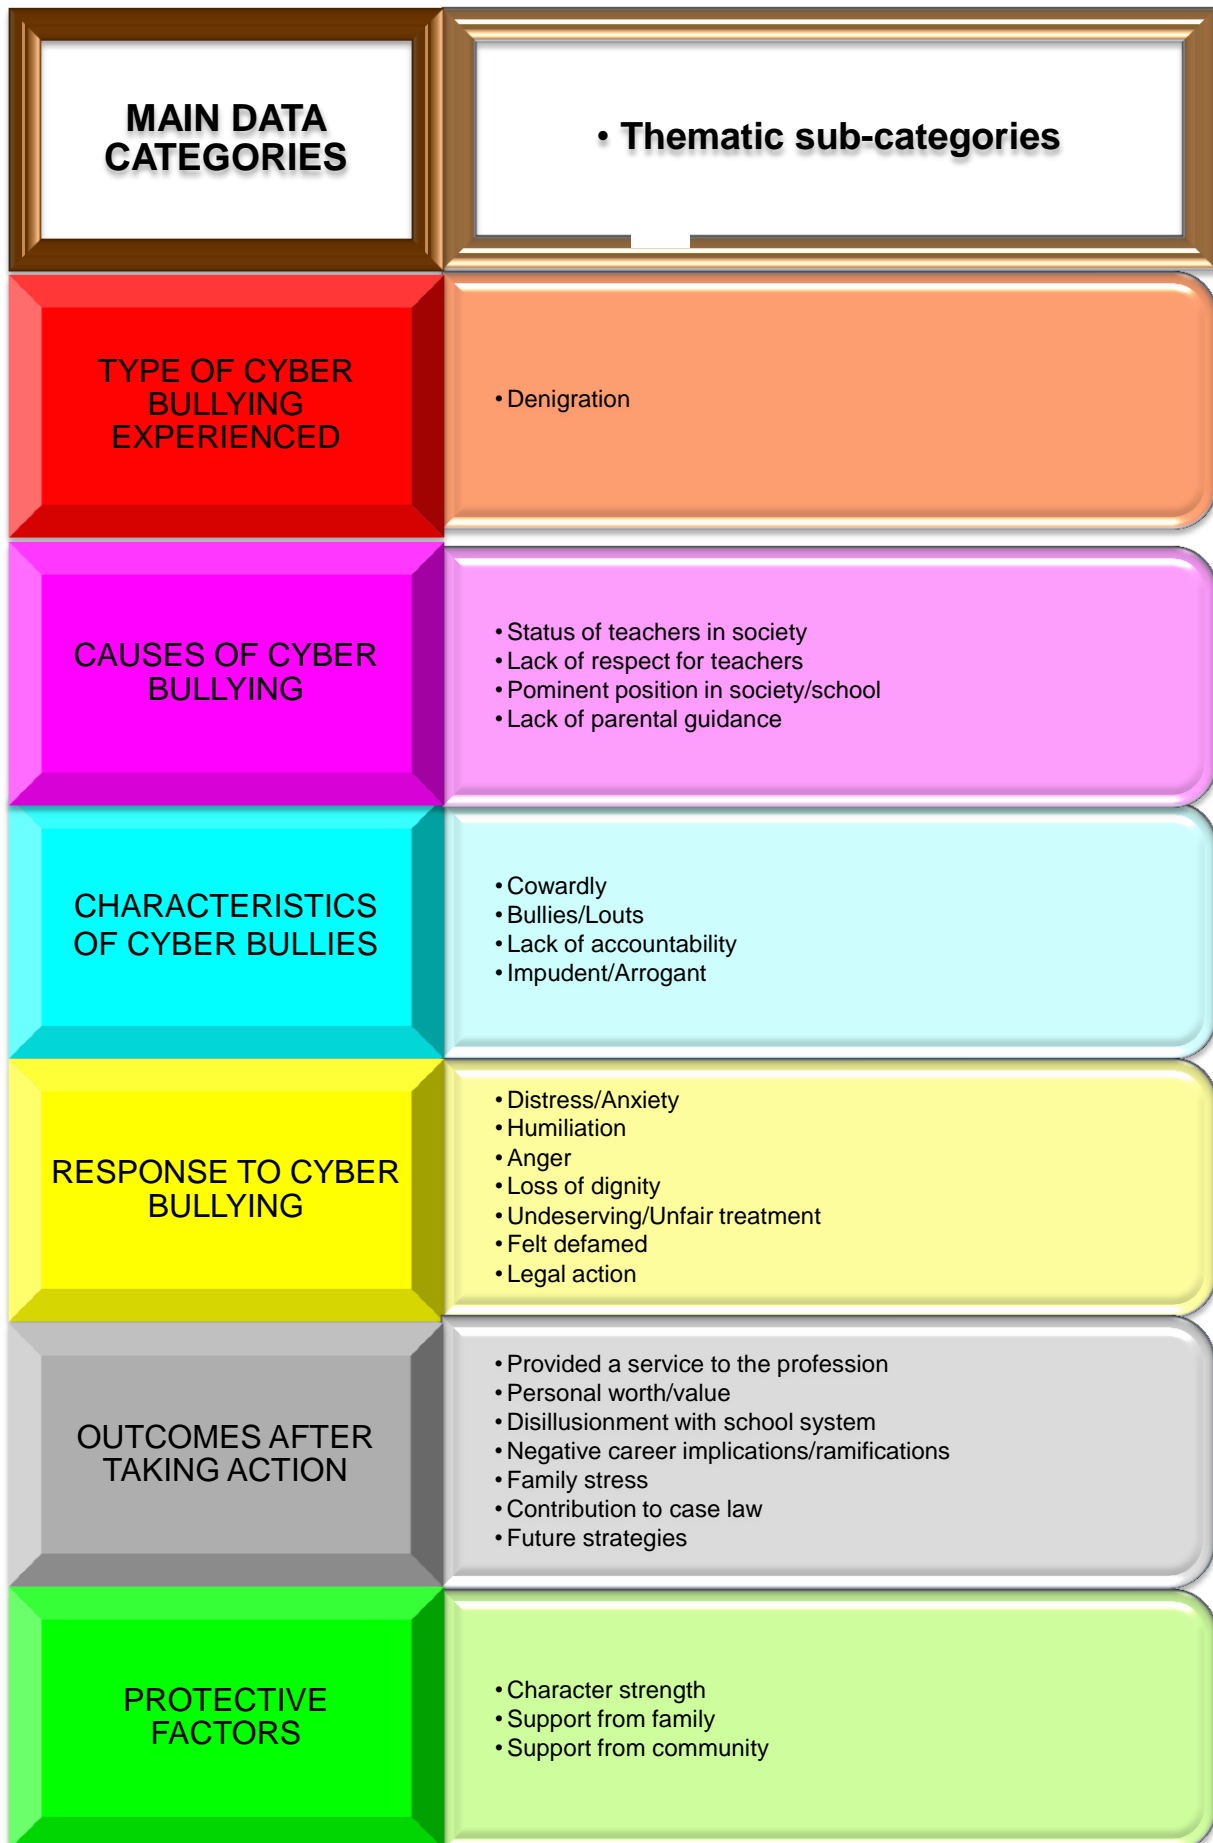 MAIN DATA
CATEGORIES
• Thematic sub-categories
TYPE OF CYBER
BULLYING
EXPERIENCED
• Denigration
CAUSES OF CYBER
BULLYING
• Status of teachers in society
• Lack of respect for teachers
• Pominent position in society/school
• Lack of parental guidance
CHARACTERISTICS
OF CYBER BULLIES
• Cowardly
• Bullies/Louts
• Lack of accountability
• Impudent/Arrogant
RESPONSE TO CYBER
BULLYING
• Distress/Anxiety
• Humiliation
• Anger
• Loss of dignity
• Undeserving/Unfair treatment
• Felt defamed
• Legal action
OUTCOMES AFTER
TAKING ACTION
• Provided a service to the profession
• Personal worth/value
• Disillusionment with school system
• Negative career implications/ramifications
• Family stress
• Contribution to case law
• Future strategies
PROTECTIVE
FACTORS
• Character strength
• Support from family
• Support from community